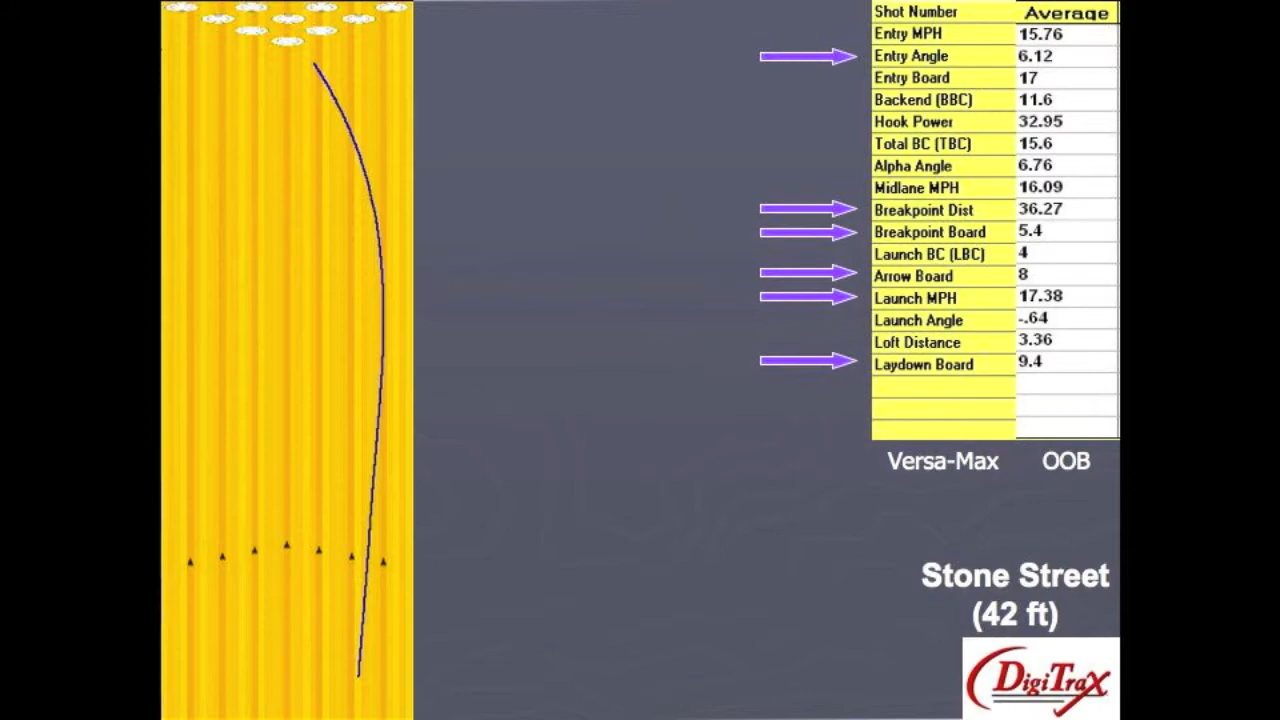 Shot Number Average
Entry MPH 15.76
Entry Angle 6.12
Entry Board 17
Backend (BBC) 11.6
Hook Power 32.95
Total BC (TBC) 15.6
Alpha Angle 6.76
Midlane MPH 16.09
Breakpoint Dist 36.27
Breakpoint Board 5.4
Launch BC (LBC) 4
Arrow Board 8
Launch MPH 17.38
Launch Angle -.64
Loft Distance 3.36
Laydown Board 9.4
Versa-Max OOB
Stone Street
(42 ft)
DigiTrax